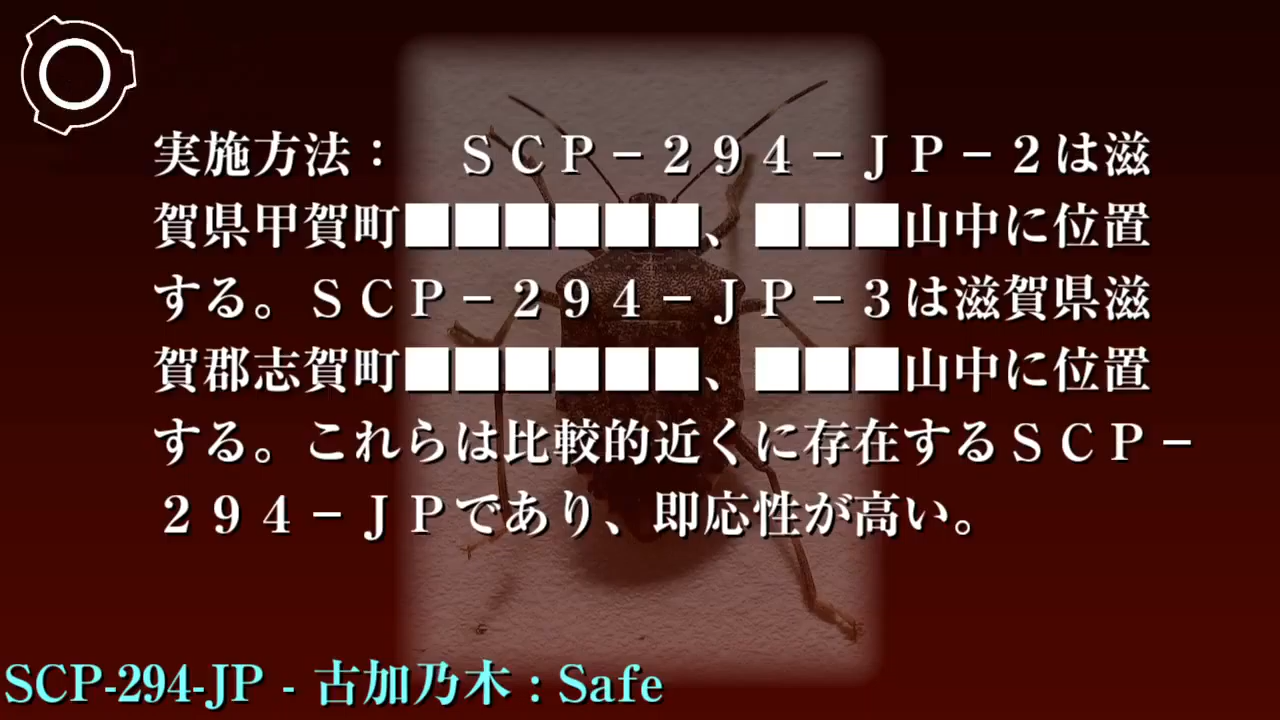 実施方法：　ＳＣＰ－２９４－ＪＰ－２は滋
賀県甲賀町■■■■■■、■■■山中に位置
する。ＳＣＰ－２９４－ＪＰ－３は滋賀県滋
賀郡志賀町■■■■■■、■■■山中に位置
する。これらは比較的近くに存在するＳＣＰ－
２９４－ＪＰであり、即応性が高い。
SCP-294-JP - 古加乃木 : Safe